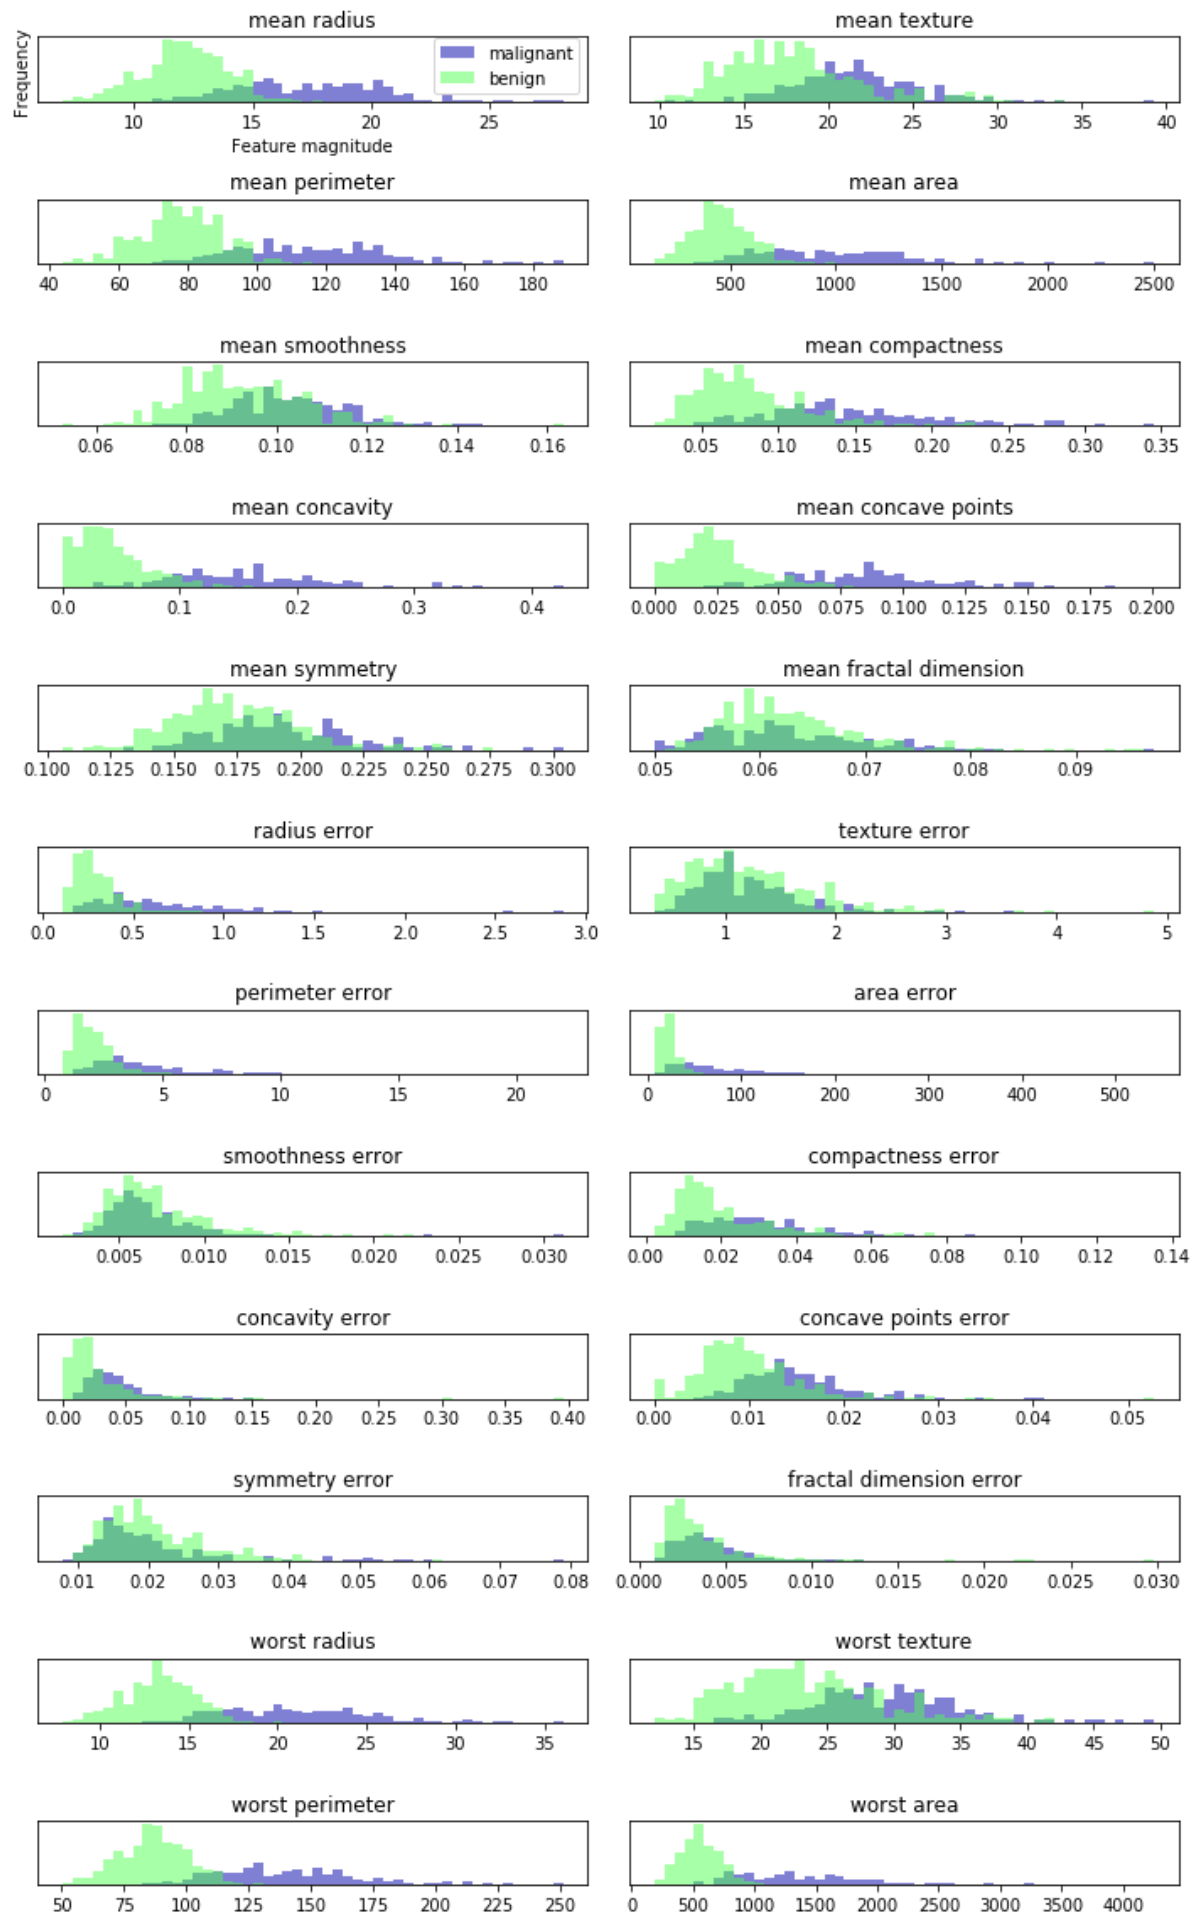 mean radius
mean texture
Frequency
malignant
benign
10 15 20 25
10 15 20 25 30 35 40
Feature magnitude
mean perimeter
mean area
40 60 80 100 120 140 160 180
500 1000 1500 2000 2500
mean smoothness
mean compactness
0.06 0.08 0.10 0.12 0.14 0.16
0.05 0.10 0.15 0.20 0.25 0.30 0.35
mean concavity
mean concave points
0.0 0.1 0.2 0.3 0.4
0.000 0.025 0.050 0.075 0.100 0.125 0.150 0.175 0.200
mean symmetry
mean fractal dimension
0.100 0.125 0.150 0.175 0.200 0.225 0.250 0.275 0.300
0.05 0.06 0.07 0.08 0.09
radius error
texture error
0.0 0.5 1.0 1.5 2.0 2.5 3.0
1 2 3 4 5
perimeter error
area error
0 5 10 15 20
0 100 200 300 400 500
smoothness error
compactness error
0.005 0.010 0.015 0.020 0.025 0.030
0.00 0.02 0.04 0.06 0.08 0.10 0.12 0.14
concavity error
concave points error
0.00 0.05 0.10 0.15 0.20 0.25 0.30 0.35 0.40
0.00 0.01 0.02 0.03 0.04 0.05
symmetry error
fractal dimension error
0.01 0.02 0.03 0.04 0.05 0.06 0.07 0.08
0.000 0.005 0.010 0.015 0.020 0.025 0.030
worst radius
worst texture
10 15 20 25 30 35
15 20 25 30 35 40 45 50
worst perimeter
worst area
50 75 100 125 150 175 200 225 250
0 500 1000 1500 2000 2500 3000 3500 4000